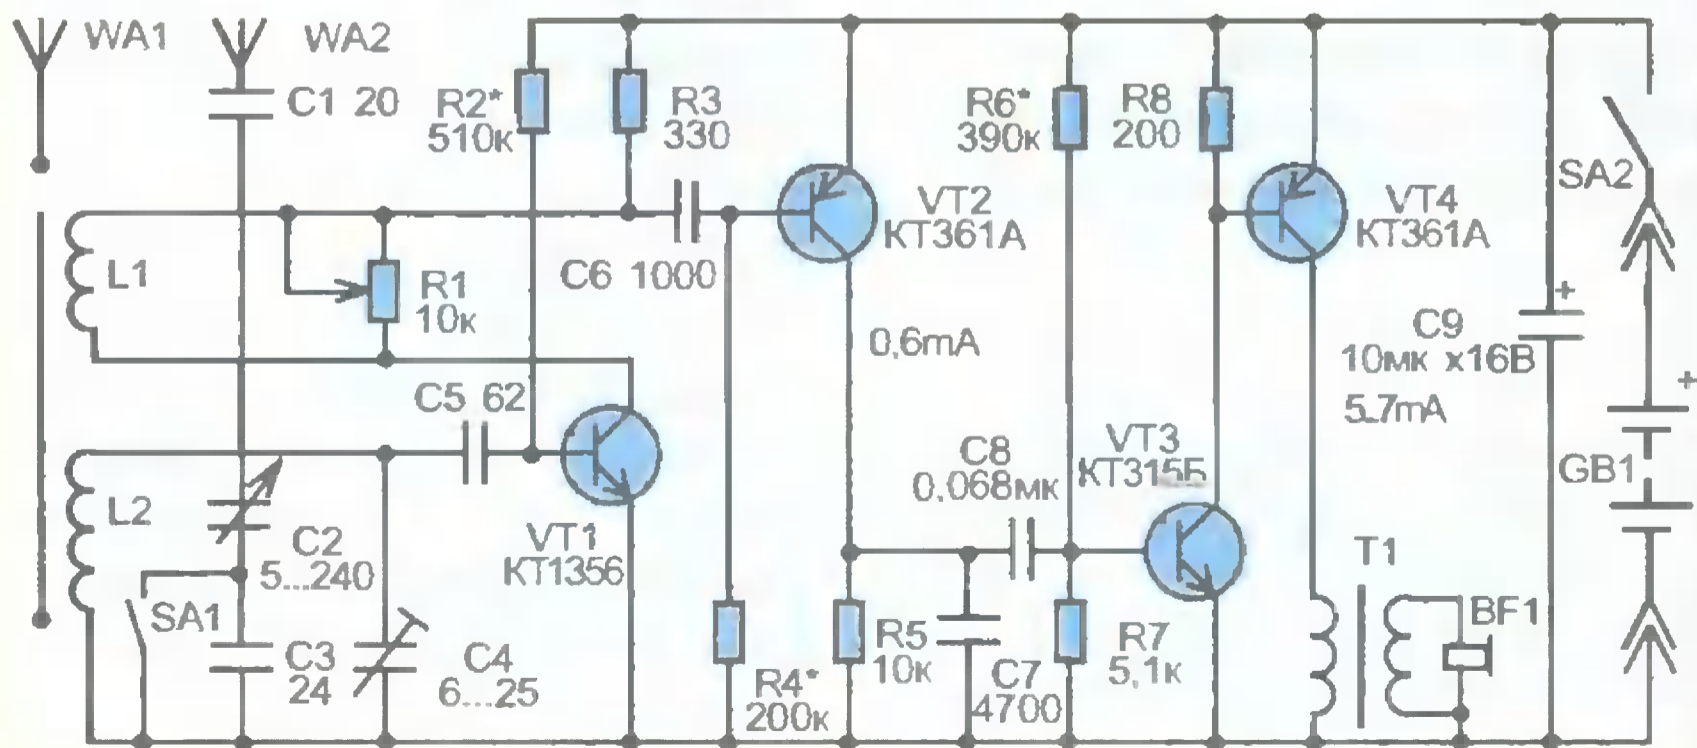 WA1
WA2
C1 20
R2*
510к
R3
330
R6*
390к
R8
200
SA2
VT2
КТ361А
VT4
КТ361А
L1
R1
10к
C6 1000
0,6mA
C9
10мк х16В
5.7mA
+
+
C5 62
VT3
КТ315Б
C8
0,068мк
GB1
L2
C2
5...240
VT1
КТ1356
T1
SA1
BF1
C3
24
C4
6...25
R4*
200к
R5
10к
C7
4700
R7
5,1к